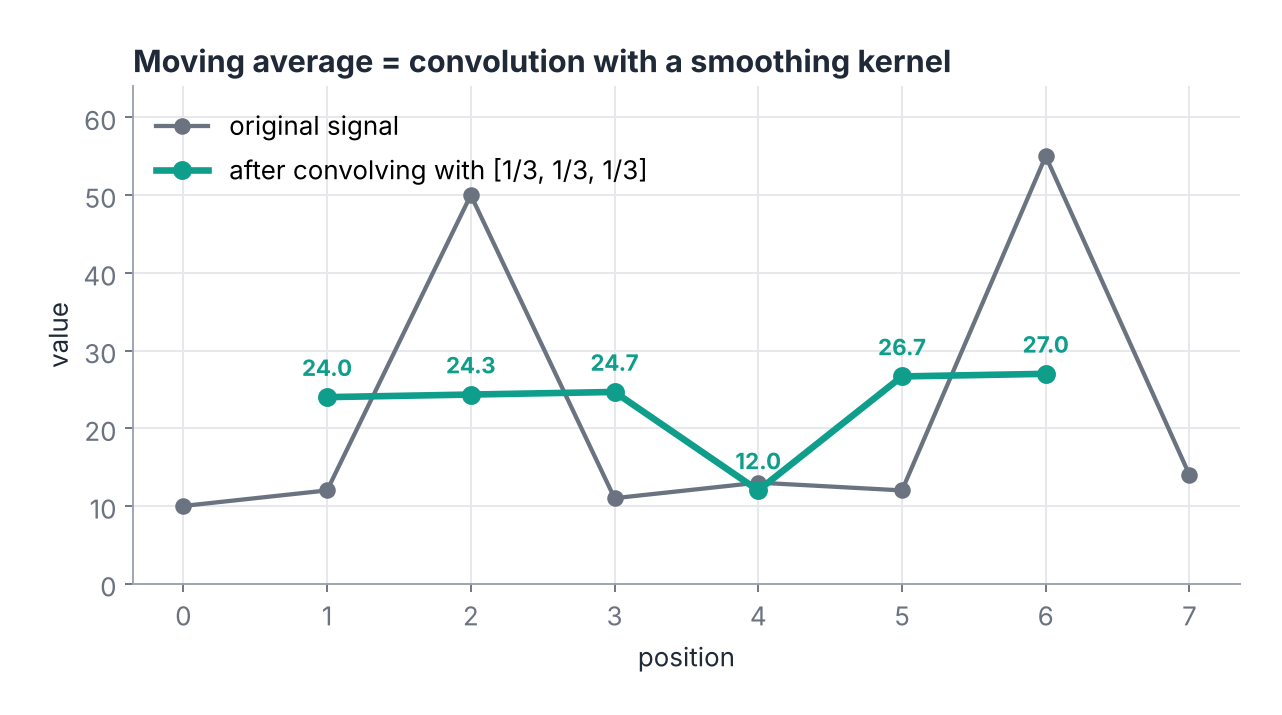 Moving average = convolution with a smoothing kernel
original signal
after convolving with [1/3, 1/3, 1/3]
60
50
40
30
20
10
0
value
24.0
24.3
24.7
12.0
26.7
27.0
0 1 2 3 4 5 6 7
position